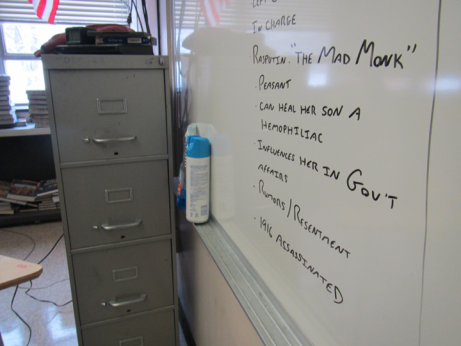 IN CHARGE
RASPUTIN - "THE MAD MONK"
- PEASANT
- CAN HEAL HER SON A
HEMOPHILIAC
INFLUENCES HER IN GOV'T
AFFAIRS
- RUMORS/RESENTMENT
- 1916 ASSASSINATED